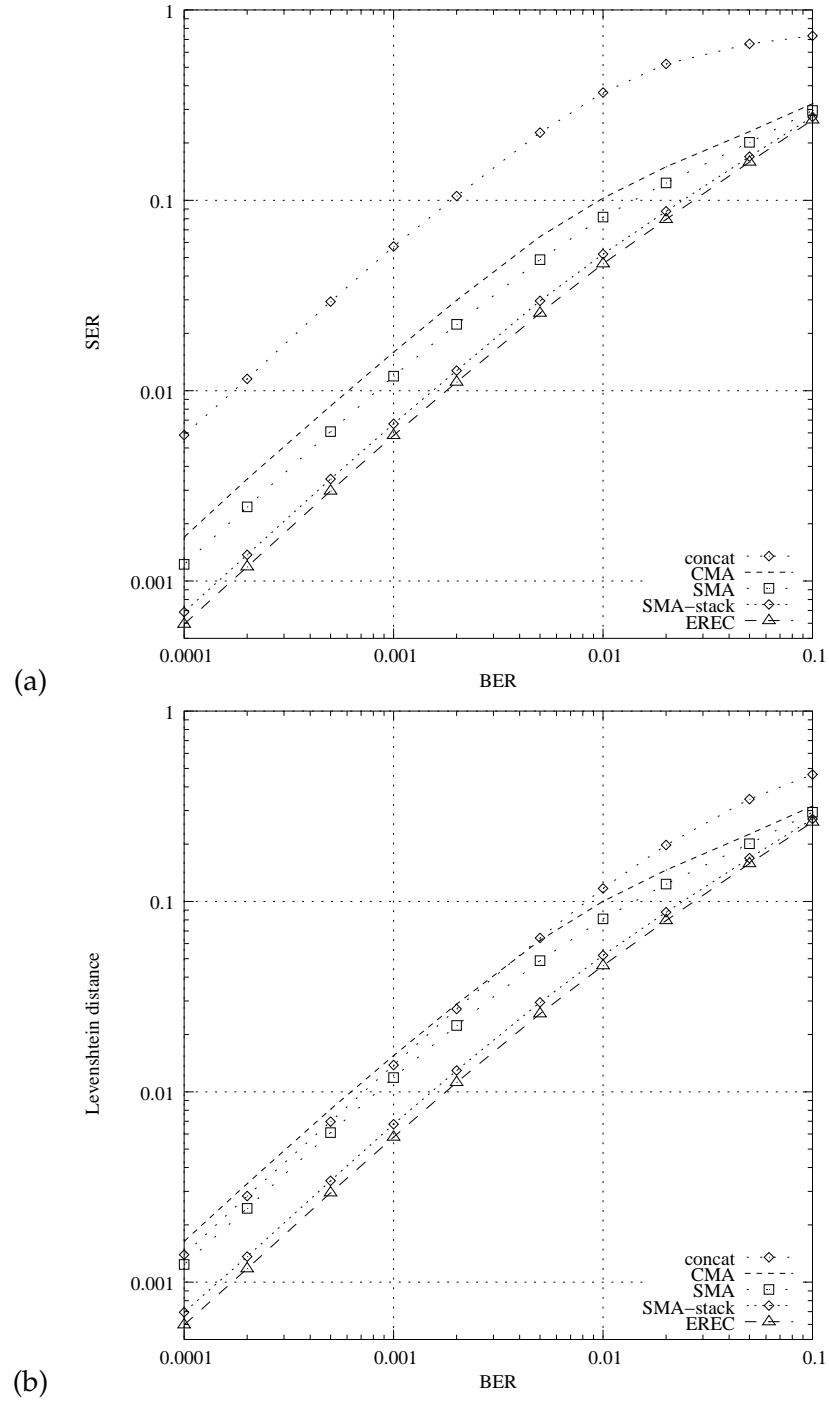 1
0.1
SER
0.01
0.001
concat
CMA
SMA
SMA-stack
EREC
0.0001
0.001
0.01
0.1
BER
(a)
1
0.1
Levenshtein distance
0.01
0.001
concat
CMA
SMA
SMA-stack
EREC
0.0001
0.001
0.01
0.1
BER
(b)